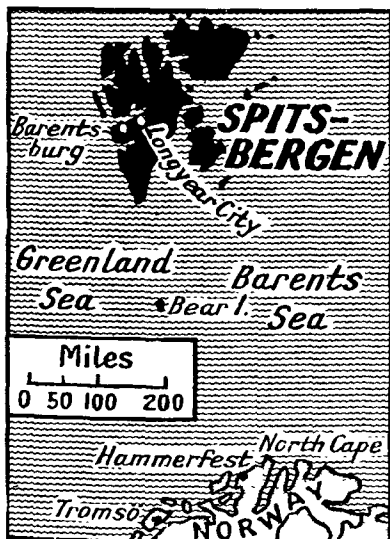 SPITS-
BERGEN
Barents-
burg
Longyear City
Greenland
Sea
Barents
Sea
Bear I.
Miles
0 50 100 200
North Cape
Hammerfest
Tromsö
NORWAY